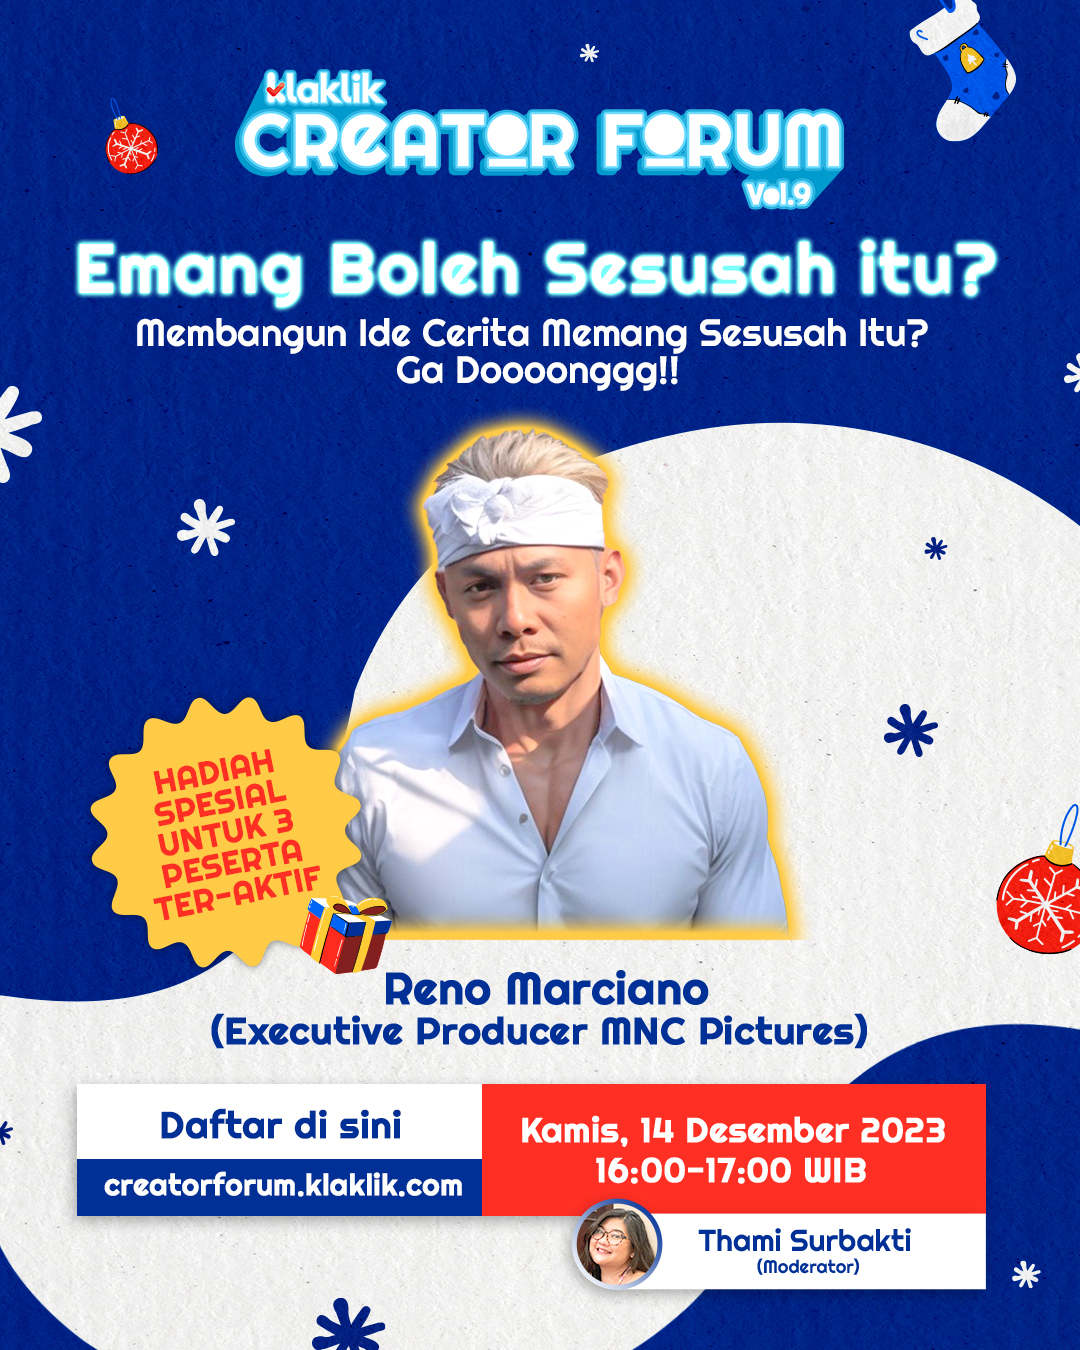 klaklik
CREATOR FORUM
Vol.9
Emang Boleh Sesusah itu?
Membangun Ide Cerita Memang Sesusah Itu?
Ga Doooonggg!!
HADIAH
SPESIAL
UNTUK 3
PESERTA
TER-AKTIF
Reno Marciano
(Executive Producer MNC Pictures)
Daftar di sini
creatorforum.klaklik.com
Kamis, 14 Desember 2023
16:00-17:00 WIB
Thami Surbakti
(Moderator)